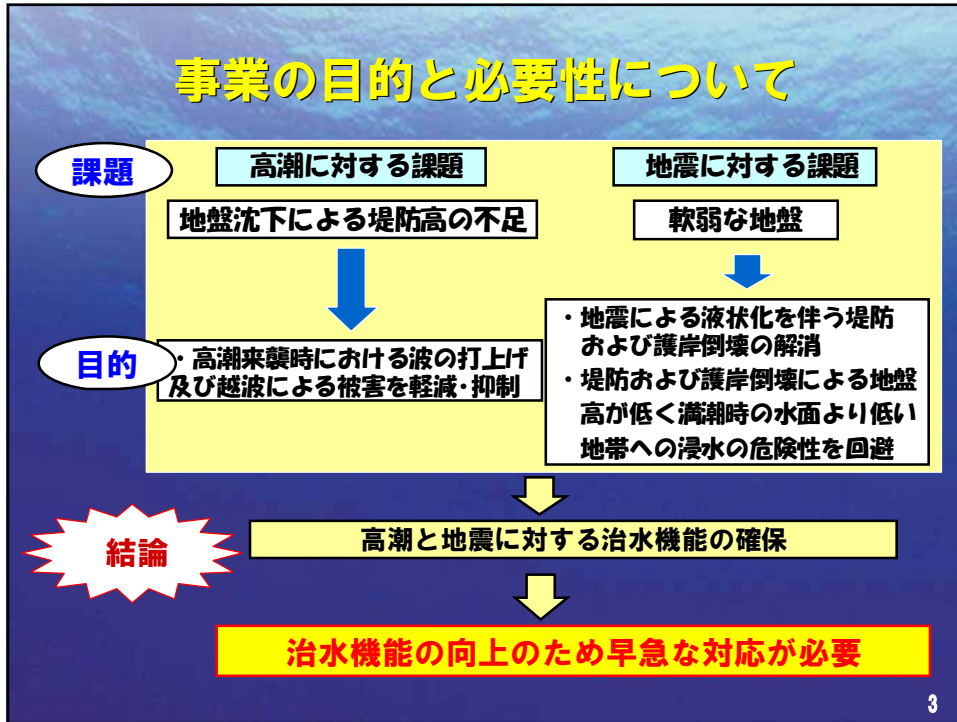 事業の目的と必要性について
課題
高潮に対する課題
地盤沈下による堤防高の不足
地震に対する課題
軟弱な地盤
目的
・高潮来襲時における波の打上げ
及び越波による被害を軽減・抑制
・地震による液状化を伴う堤防
および護岸倒壊の解消
・堤防および護岸倒壊による地盤
高が低く満潮時の水面より低い
地帯への浸水の危険性を回避
結論
高潮と地震に対する治水機能の確保
治水機能の向上のため早急な対応が必要
3